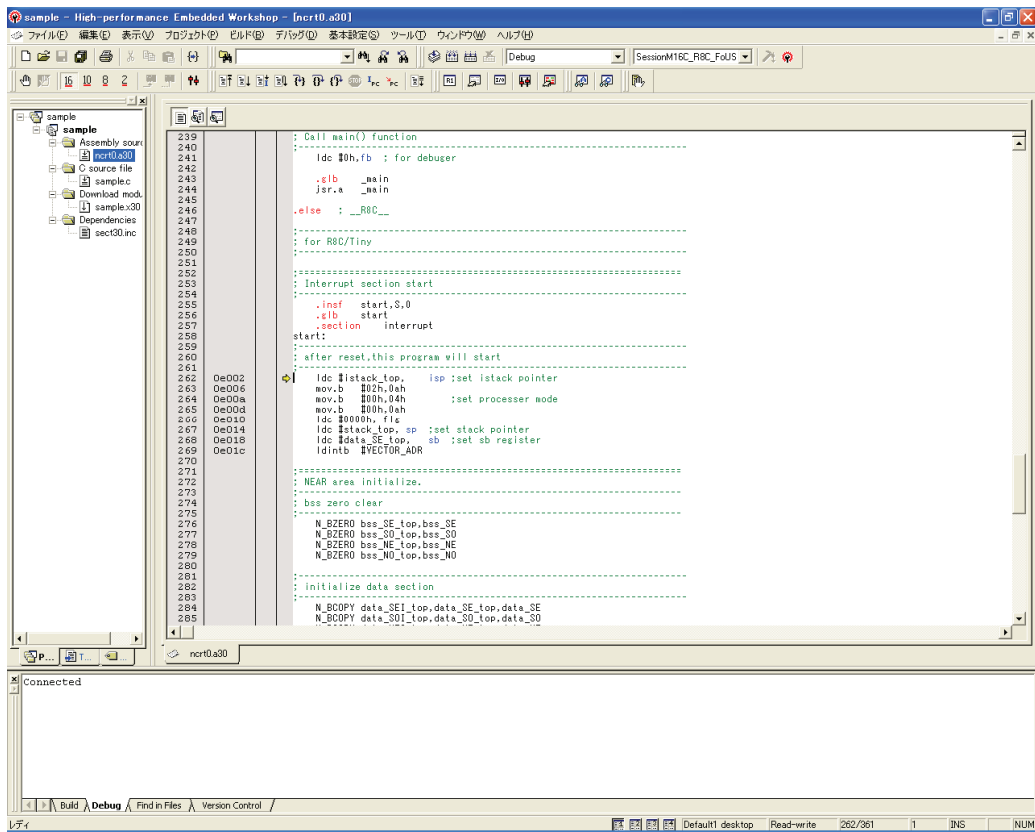 sample - High-performance Embedded Workshop - [ncrt0.a30]
ファイル(F) 編集(E) 表示(V) プロジェクト(P) ビルド(B) デバッグ(D) 基本設定(S) ツール(T) ウィンドウ(W) ヘルプ(H)
Debug SessionM16C_R8C_FoUS
16 10 8 2
sample
sample
Assembly sour
ncrt0.a30
C source file
sample.c
Download modu
sample.x30
Dependencies
sect30.inc
239 ; Call main() function
240 ;---------------------------------------------------------------------
241 ldc #0h,fb ; for debuger
242
243 .glb _main
244 jsr.a _main
245
246 .else ; __R8C__
247
248 ;---------------------------------------------------------------------
249 ; for R8C/Tiny
250 ;---------------------------------------------------------------------
251
252 ;====================================================================
253 ; Interrupt section start
254 ;---------------------------------------------------------------------
255 .insf start,S,0
256 .glb start
257 .section interrupt
258 start:
259 ;---------------------------------------------------------------------
260 ; after reset,this program will start
261 ;---------------------------------------------------------------------
262 0e002 ldc #istack_top, isp ;set istack pointer
263 0e006 mov.b #02h,0ah
264 0e00a mov.b #00h,04h ;set processer mode
265 0e00d mov.b #00h,0ah
266 0e010 ldc #0000h, flg
267 0e014 ldc #stack_top, sp ;set stack pointer
268 0e018 ldc #data_SE_top, sb ;set sb register
269 0e01c ldintb #VECTOR_ADR
270
271 ;====================================================================
272 ; NEAR area initialize.
273 ;--------------------------------------------------------------------
274 ; bss zero clear
275 ;--------------------------------------------------------------------
276 N_BZERO bss_SE_top,bss_SE
277 N_BZERO bss_SO_top,bss_SO
278 N_BZERO bss_NE_top,bss_NE
279 N_BZERO bss_NO_top,bss_NO
280
281 ;---------------------------------------------------------------------
282 ; initialize data section
283 ;---------------------------------------------------------------------
284 N_BCOPY data_SEI_top,data_SE_top,data_SE
285 N_BCOPY data_SOI_top,data_SO_top,data_SO
P... T...
ncrt0.a30
Connected
Build Debug Find in Files Version Control
レディ Default1 desktop Read-write 262/361 1 INS NUM